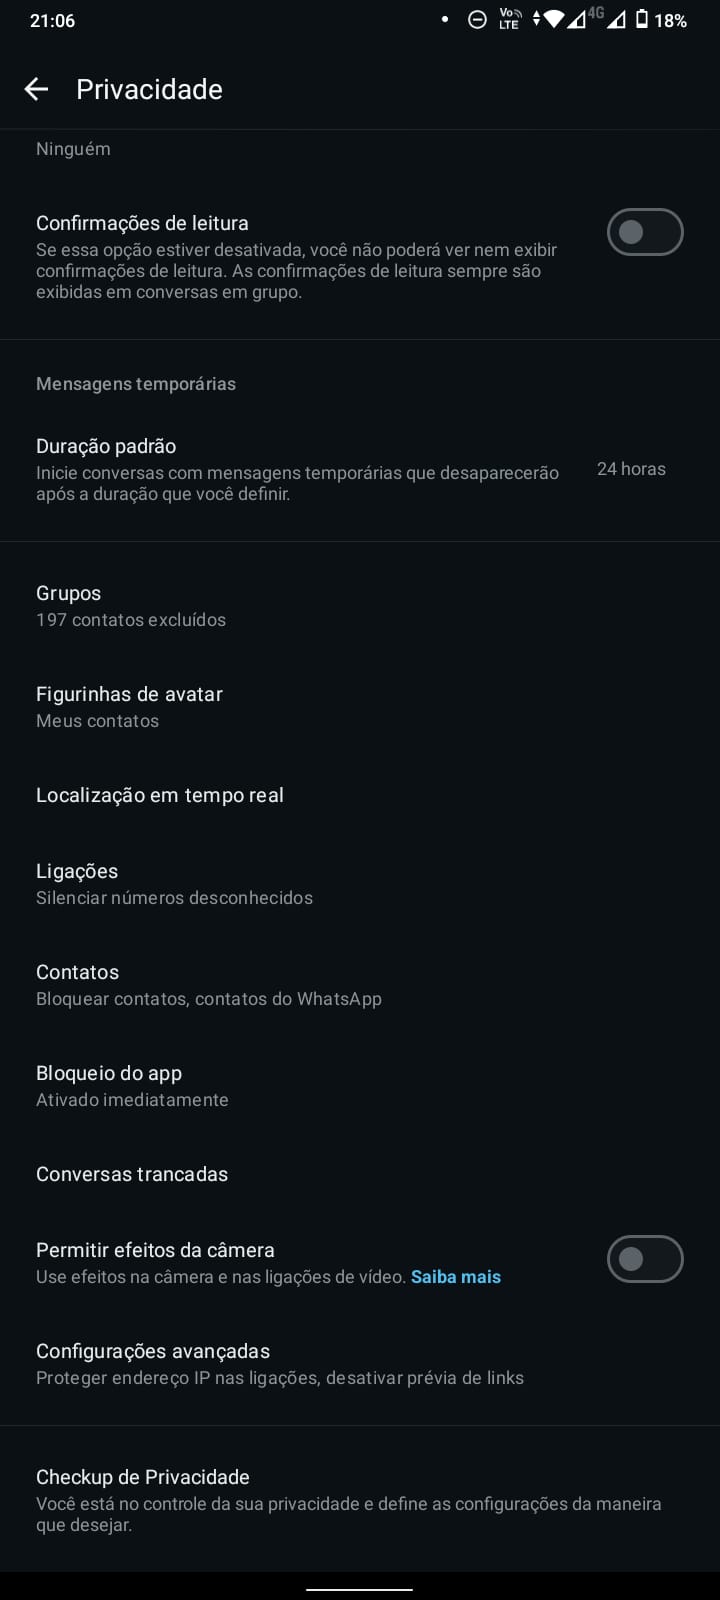 21:06
Vo LTE 4G 18%
Privacidade
Ninguém
Confirmações de leitura
Se essa opção estiver desativada, você não poderá ver nem exibir
confirmações de leitura. As confirmações de leitura sempre são
exibidas em conversas em grupo.
Mensagens temporárias
Duração padrão
Inicie conversas com mensagens temporárias que desaparecerão
após a duração que você definir.
24 horas
Grupos
197 contatos excluídos
Figurinhas de avatar
Meus contatos
Localização em tempo real
Ligações
Silenciar números desconhecidos
Contatos
Bloquear contatos, contatos do WhatsApp
Bloqueio do app
Ativado imediatamente
Conversas trancadas
Permitir efeitos da câmera
Use efeitos na câmera e nas ligações de vídeo. Saiba mais
Configurações avançadas
Proteger endereço IP nas ligações, desativar prévia de links
Checkup de Privacidade
Você está no controle da sua privacidade e define as configurações da maneira
que desejar.